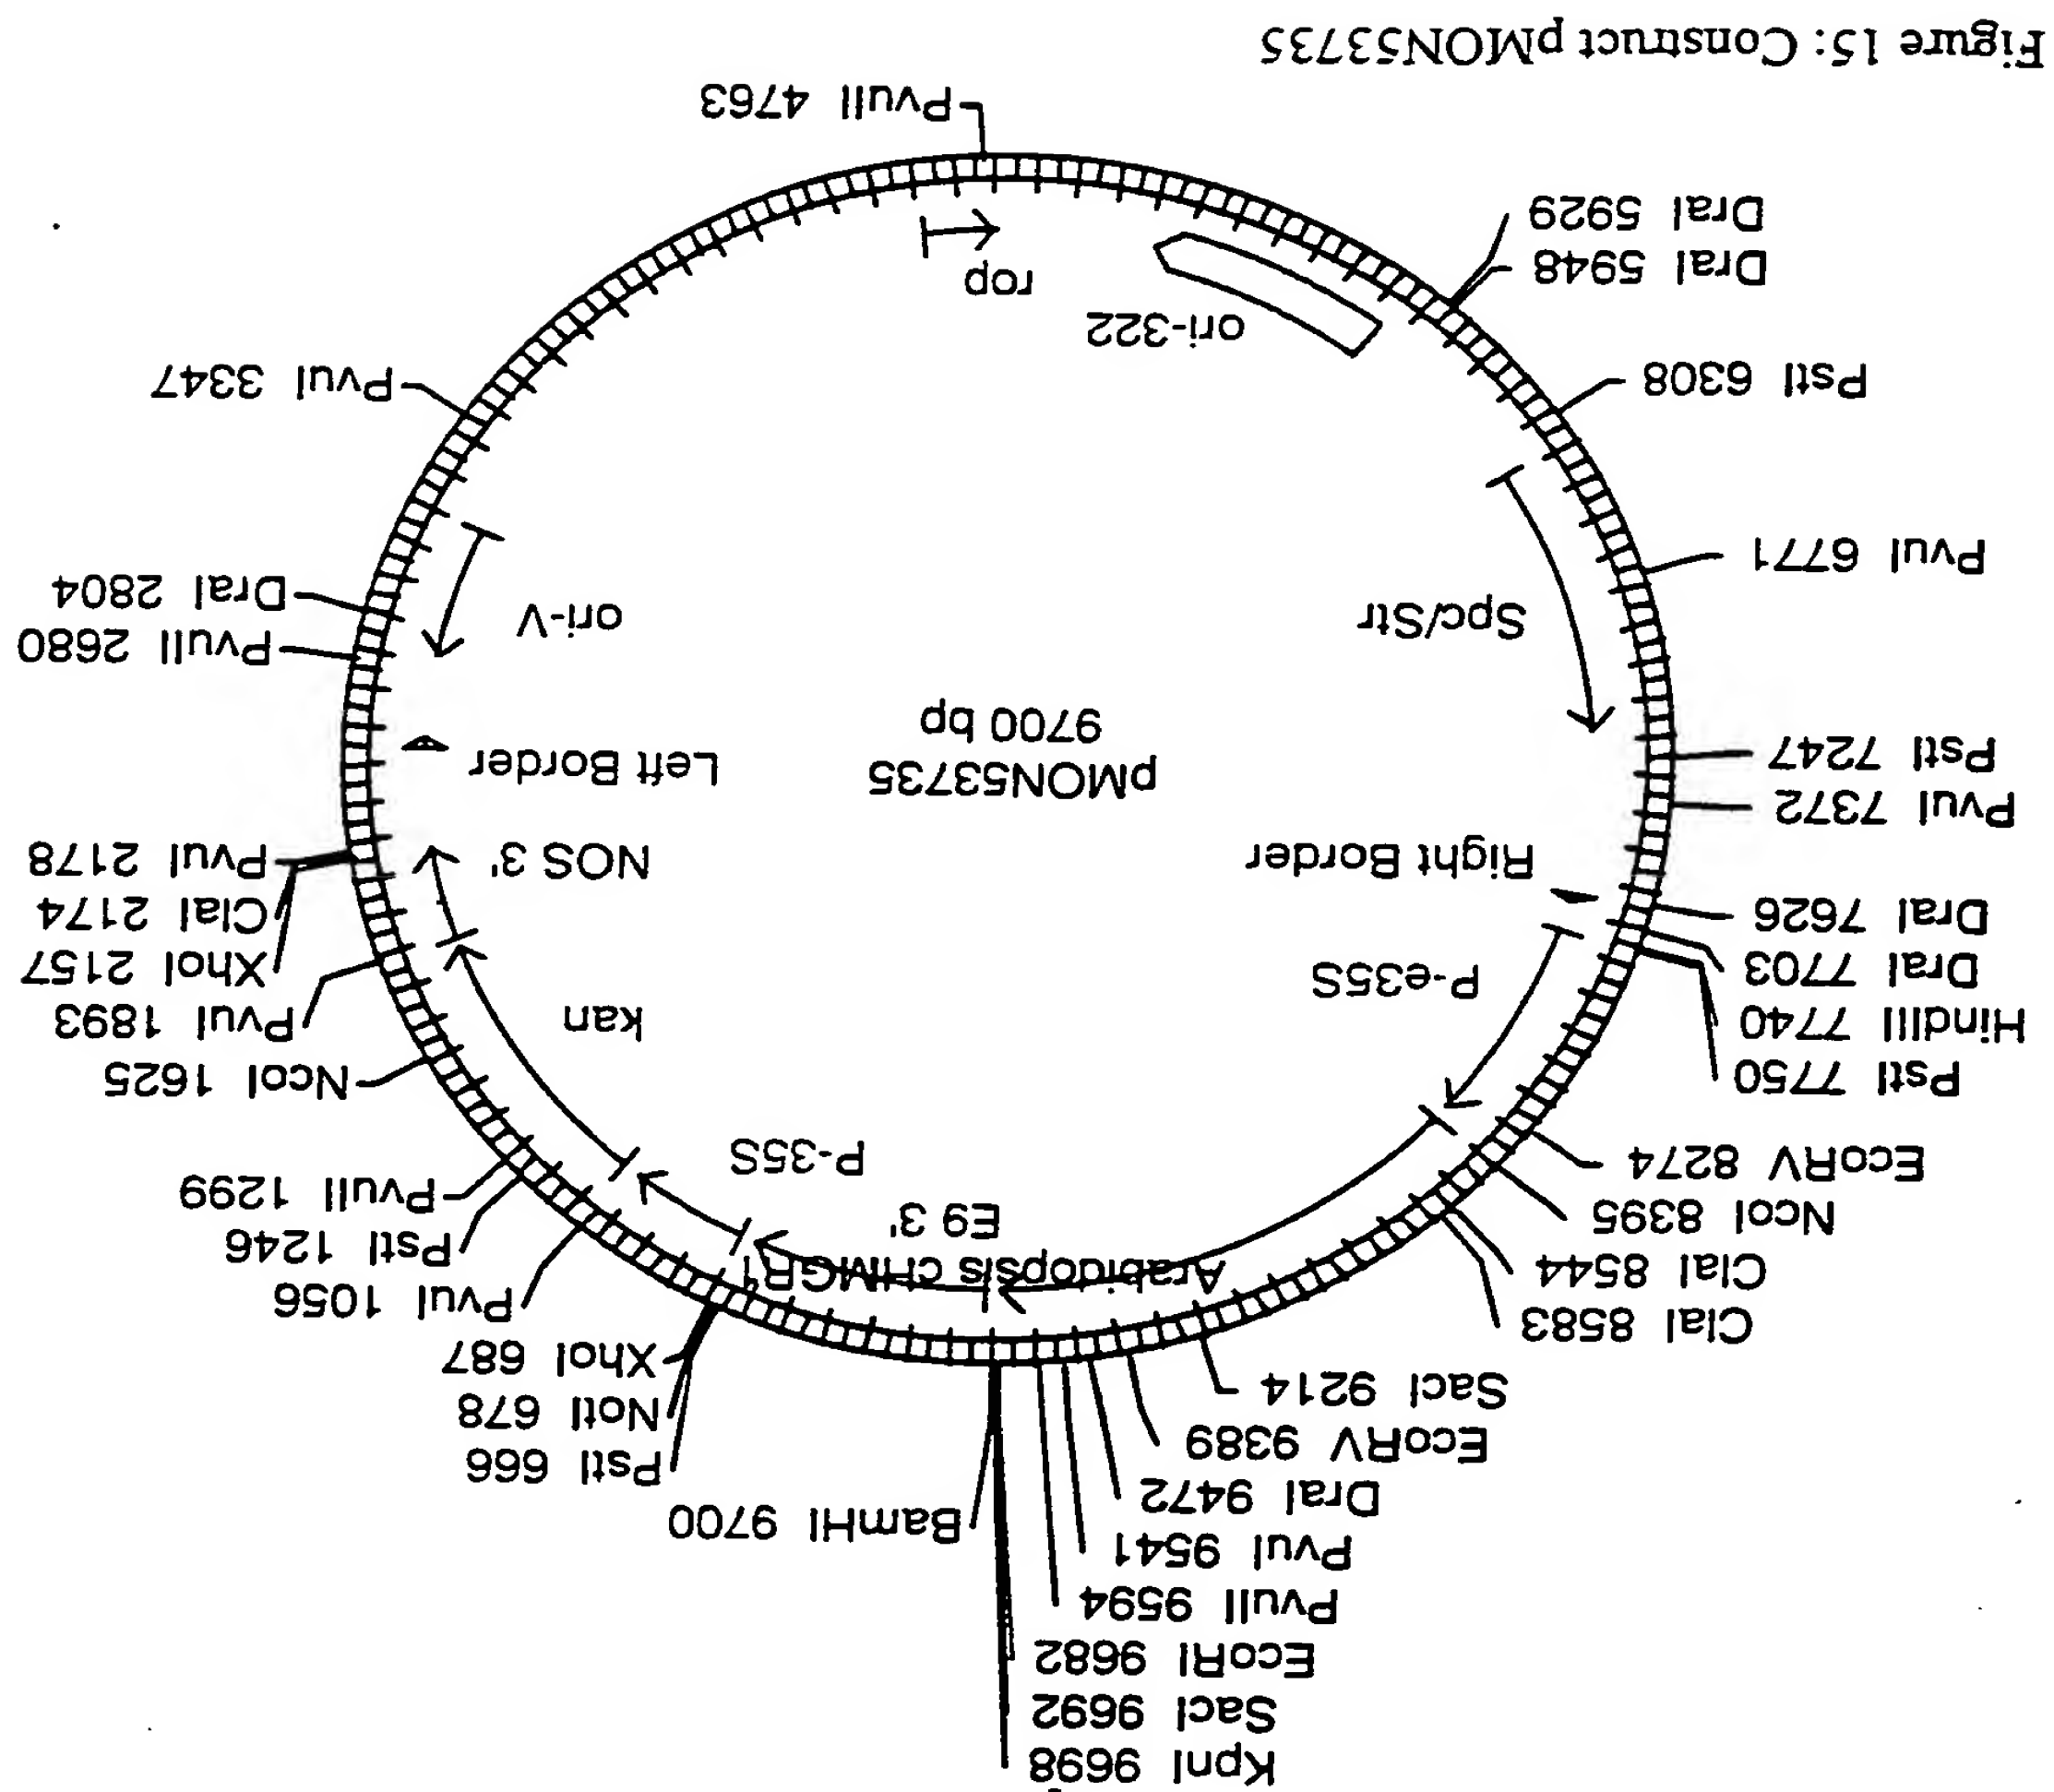 KpnI 9698
SacI 9692
EcoRI 9682
PvuII 9594
PvuI 9541
DraI 9472
EcoRV 9389
SacI 9214
ClaI 8583
ClaI 8544
NcoI 8395
EcoRV 8274
PstI 7750
HindIII 7740
DraI 7703
DraI 7626
PvuI 7372
PstI 7247
PvuI 6771
PstI 6308
DraI 5948
DraI 5929
BamHI 9700
PstI 666
NotI 678
XhoI 687
PvuI 1056
PstI 1246
PvuII 1299
NcoI 1625
PvuI 1893
XhoI 2157
ClaI 2174
PvuI 2178
PvuII 2680
DraI 2804
PvuI 3347
PvuII 4763
Arabidopsis cHMGR1
E9 3'
P-35S
kan
P-e35S
NOS 3'
Right Border
Left Border
pMON53735
9700 bp
Spc/Str
ori-V
ori-322
rop
Figure 15: Construct pMON53735